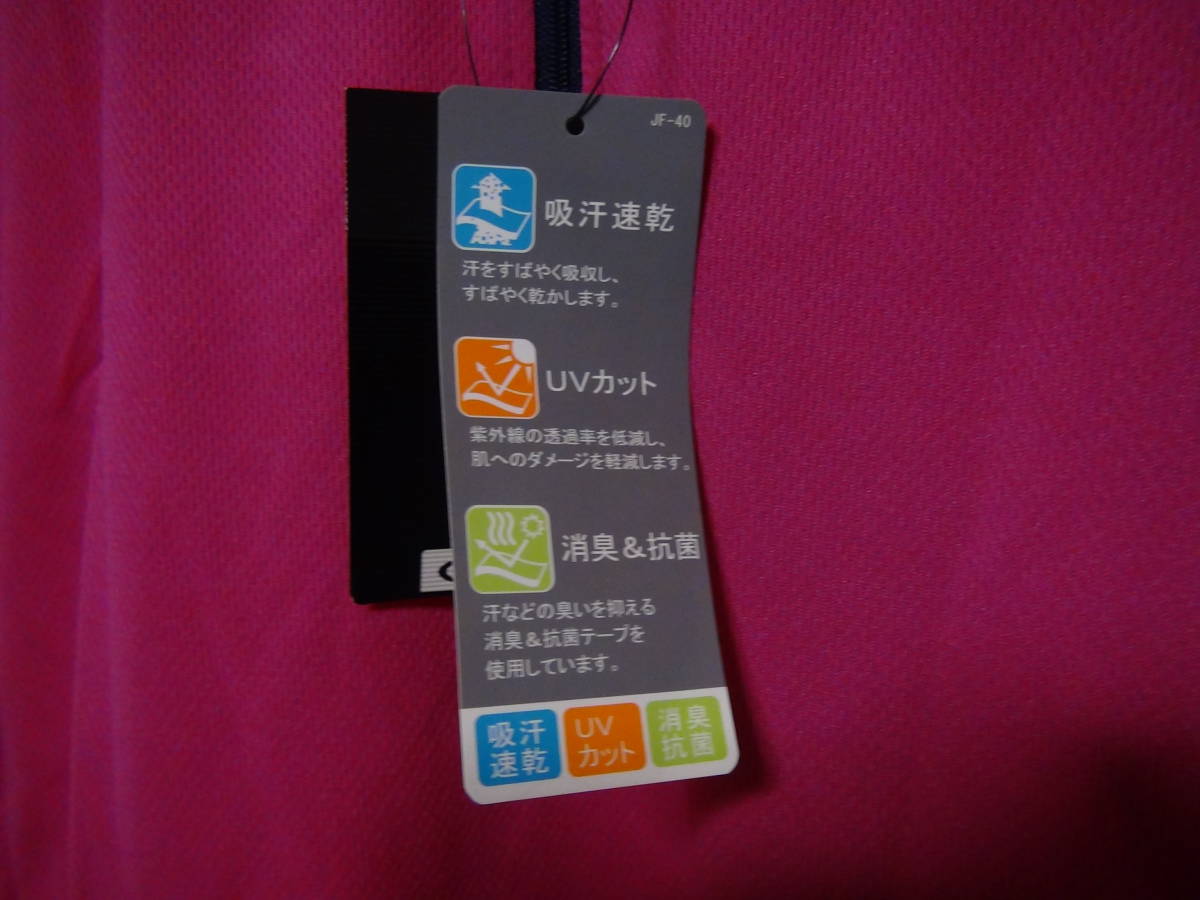 JF-40
吸汗速乾
汗をすばやく吸収し、
すばやく乾かします。
UVカット
紫外線の透過率を低減し、
肌へのダメージを軽減します。
消臭&抗菌
汗などの臭いを抑える
消臭&抗菌テープを
使用しています。
吸汗
速乾
UV
カット
消臭
抗菌